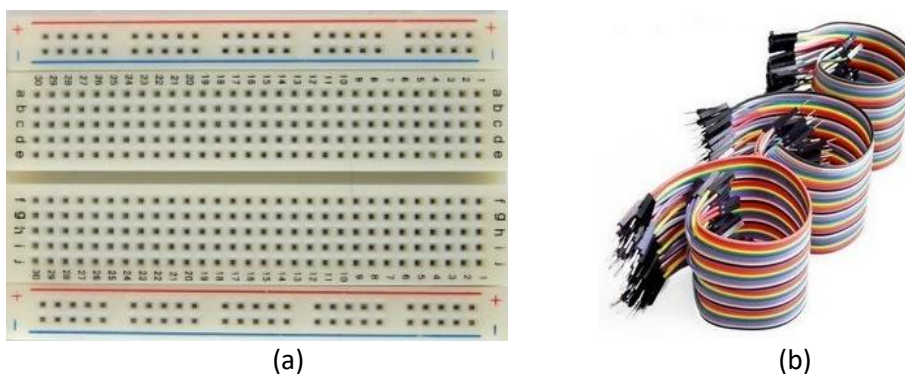 + +
- -
30 29 28 27 26 25 24 23 22 21 20 19 18 17 16 15 14 13 12 11 10 9 8 7 6 5 4 3 2 1
a a
b b
c c
d d
e e
f f
g g
h h
i i
j j
30 29 28 27 26 25 24 23 22 21 20 19 18 17 16 15 14 13 12 11 10 9 8 7 6 5 4 3 2 1
+ +
- -
(a) (b)